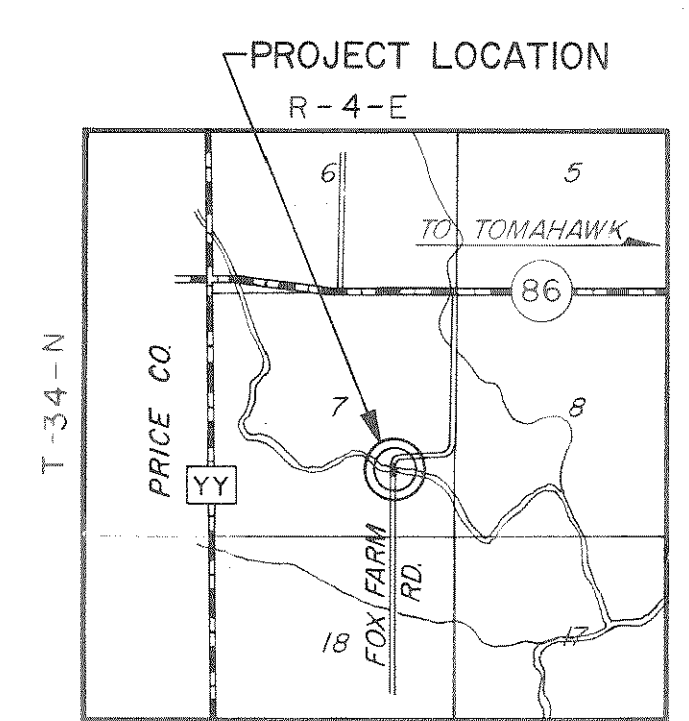 PROJECT LOCATION
R-4-E
6
5
TO TOMAHAWK
86
T-34-N
PRICE CO.
7
8
YY
FOX FARM
RD.
18
17